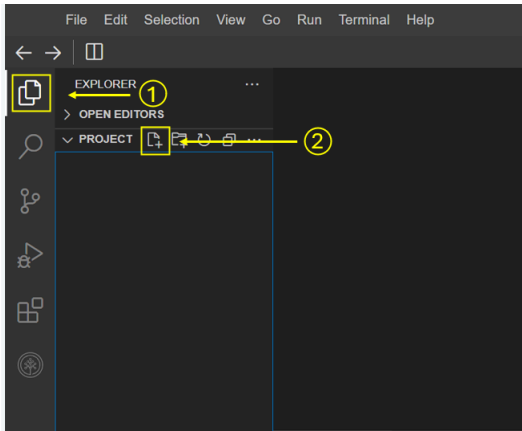 File Edit Selection View Go Run Terminal Help
EXPLORER
1
OPEN EDITORS
PROJECT
2